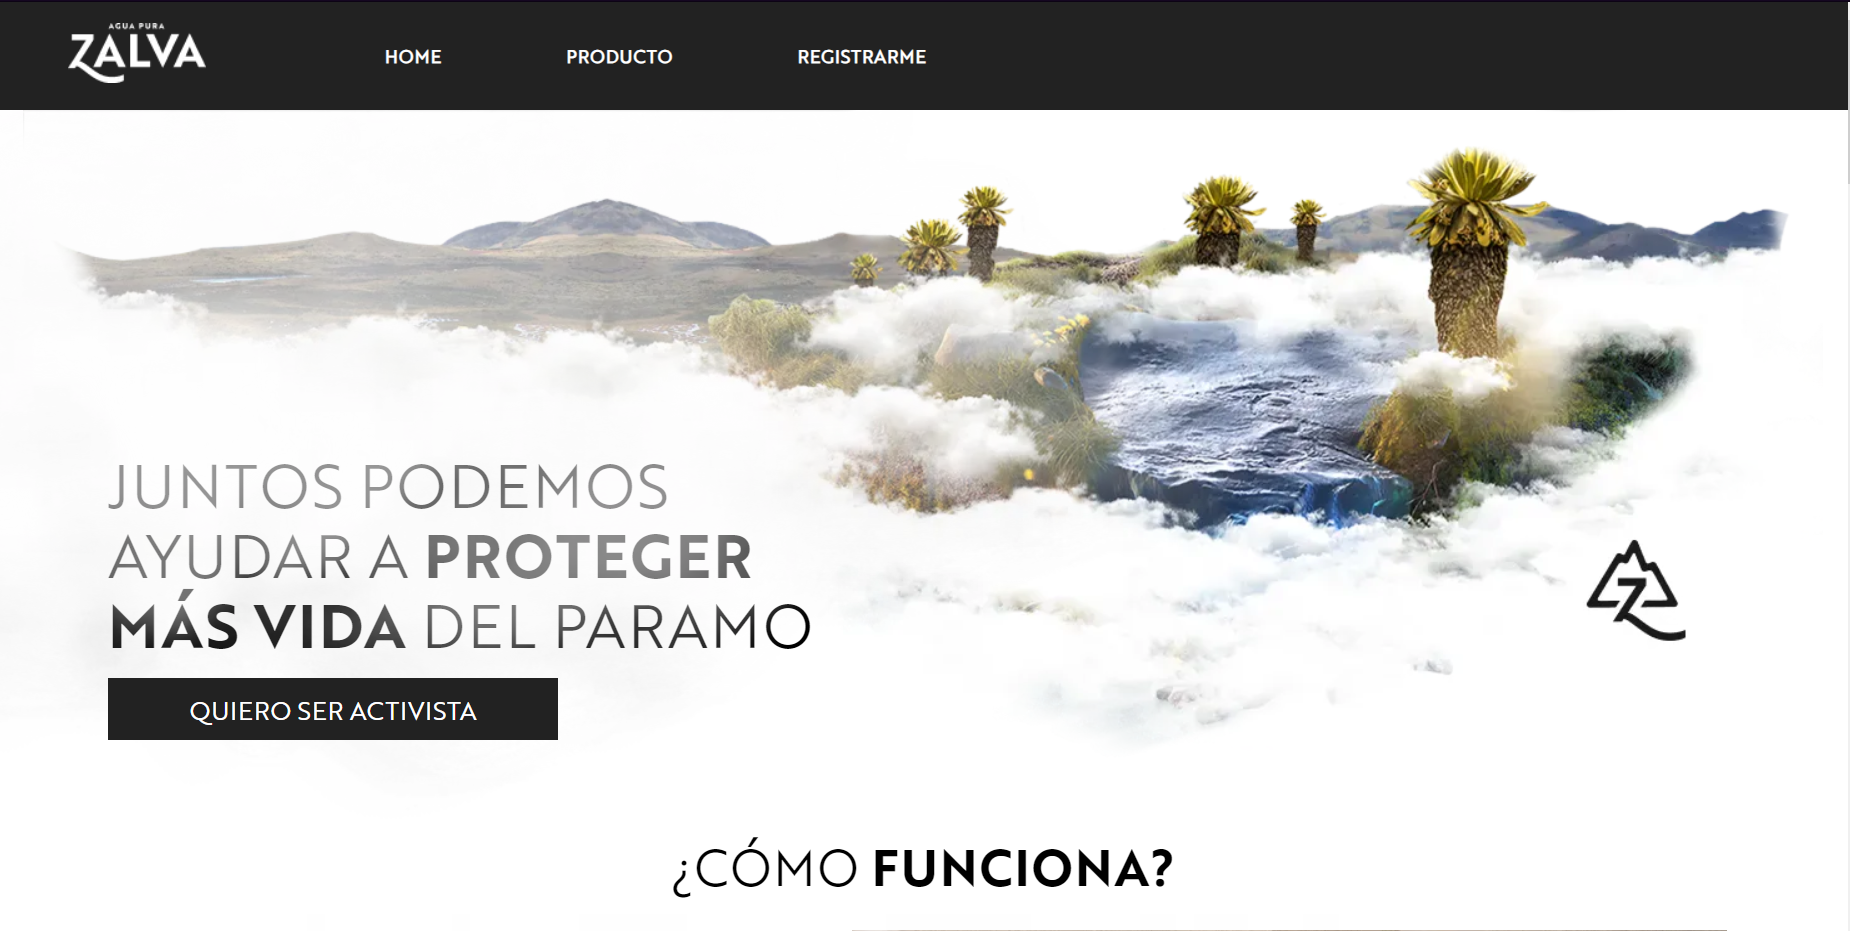 AGUA PURA
ZALVA
HOME
PRODUCTO
REGISTRARME
JUNTOS PODEMOS
AYUDAR A PROTEGER
MÁS VIDA DEL PARAMO
Z
QUIERO SER ACTIVISTA
¿CÓMO FUNCIONA?